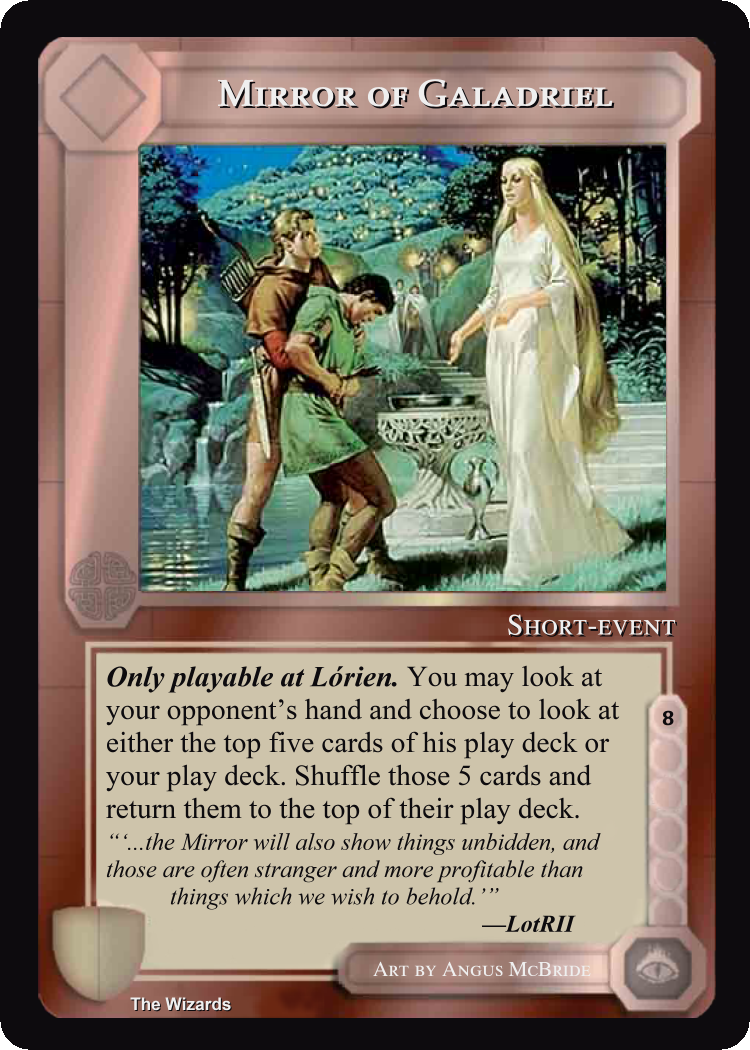 Mirror of Galadriel
Short-event
Only playable at Lórien. You may look at
your opponent's hand and choose to look at
either the top five cards of his play deck or
your play deck. Shuffle those 5 cards and
return them to the top of their play deck.
8
“‘...the Mirror will also show things unbidden, and
those are often stranger and more profitable than
things which we wish to behold.’”
—LotRII
Art by Angus McBride
The Wizards